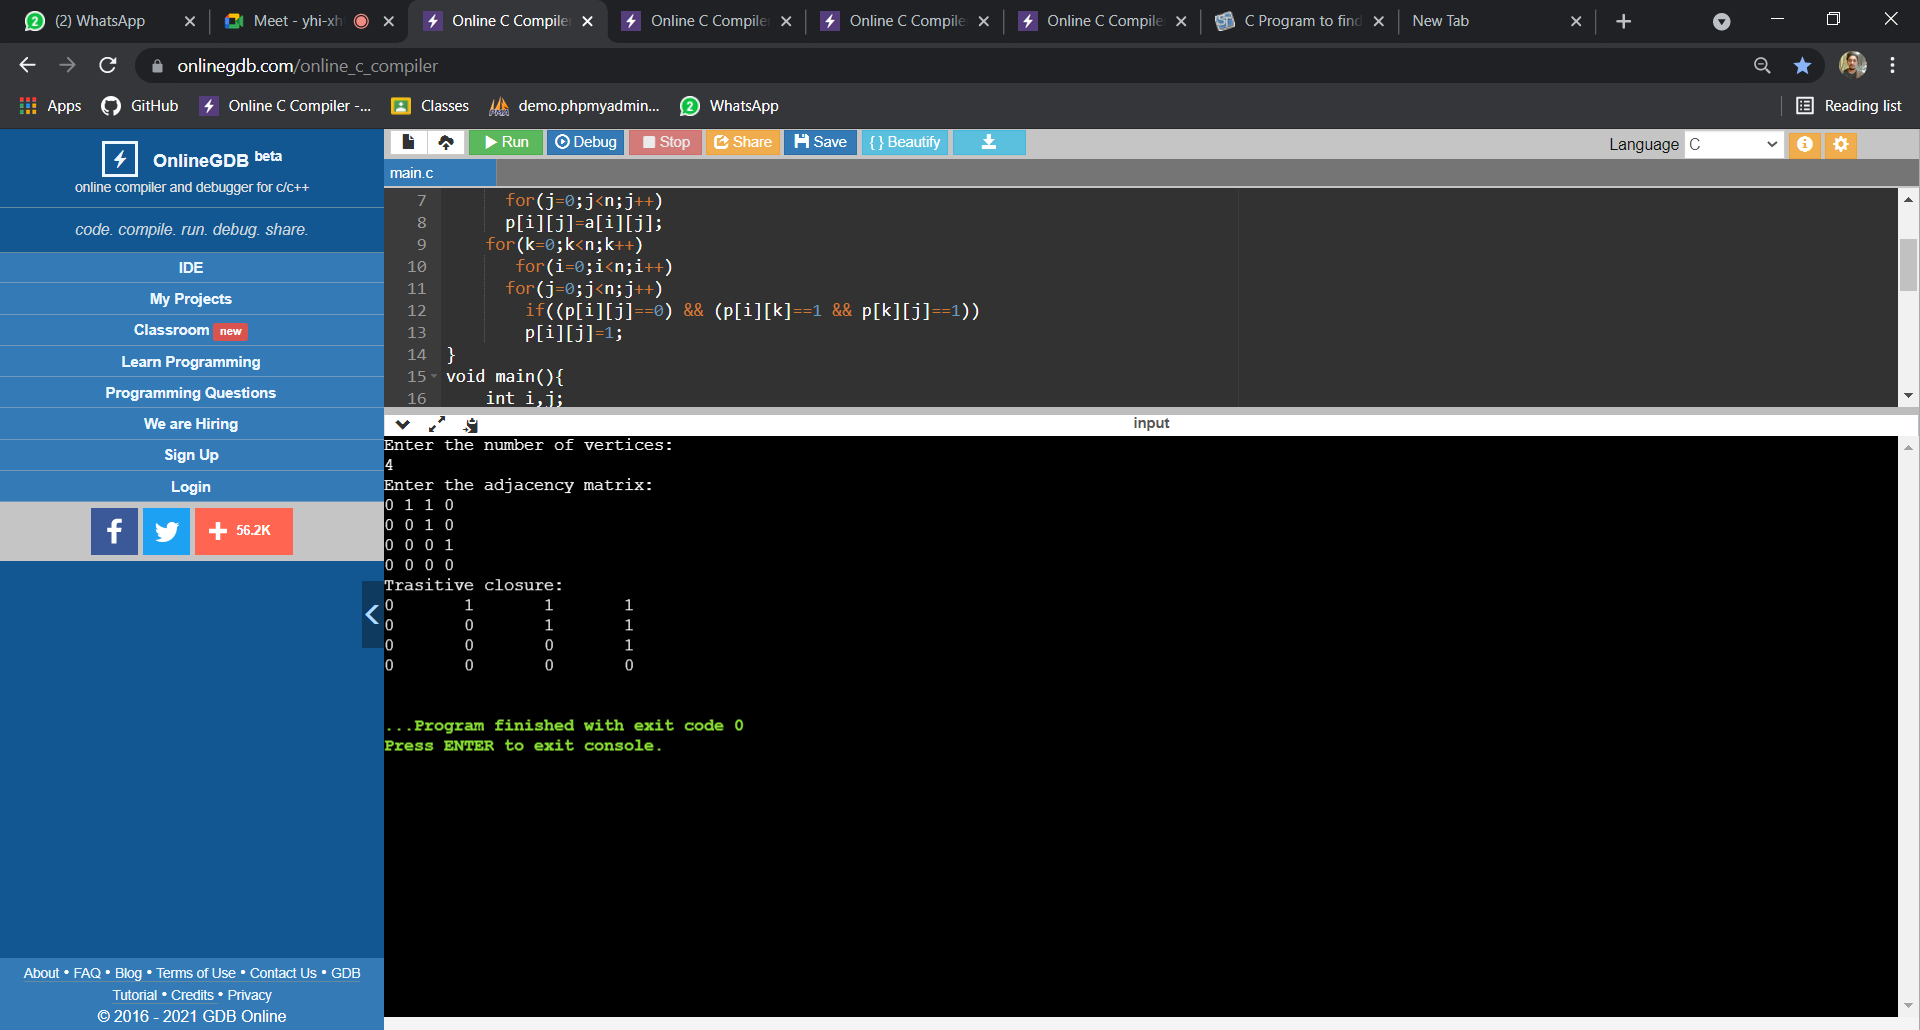 (2) WhatsApp
Meet - yhi-xh
Online C Compiler
Online C Compiler
Online C Compile
Online C Compile
C Program to find
New Tab
onlinegdb.com/online_c_compiler
Apps
GitHub
Online C Compiler -...
Classes
demo.phpmyadmin...
2
WhatsApp
Reading list
OnlineGDB beta
online compiler and debugger for c/c++
code. compile. run. debug. share.
IDE
My Projects
Classroom new
Learn Programming
Programming Questions
We are Hiring
Sign Up
Login
f
+ 56.2K
About • FAQ • Blog • Terms of Use • Contact Us • GDB
Tutorial • Credits • Privacy
© 2016 - 2021 GDB Online
Run
Debug
Stop
Share
Save
{ } Beautify
Language C
main.c
7 for(j=0;j<n;j++)
8 p[i][j]=a[i][j];
9 for(k=0;k<n;k++)
10 for(i=0;i<n;i++)
11 for(j=0;j<n;j++)
12 if((p[i][j]==0) && (p[i][k]==1 && p[k][j]==1))
13 p[i][j]=1;
14 }
15 void main(){
16 int i,j;
input
Enter the number of vertices:
4
Enter the adjacency matrix:
0 1 1 0
0 0 1 0
0 0 0 1
0 0 0 0
Trasitive closure:
0 1 1 1
0 0 1 1
0 0 0 1
0 0 0 0
...Program finished with exit code 0
Press ENTER to exit console.